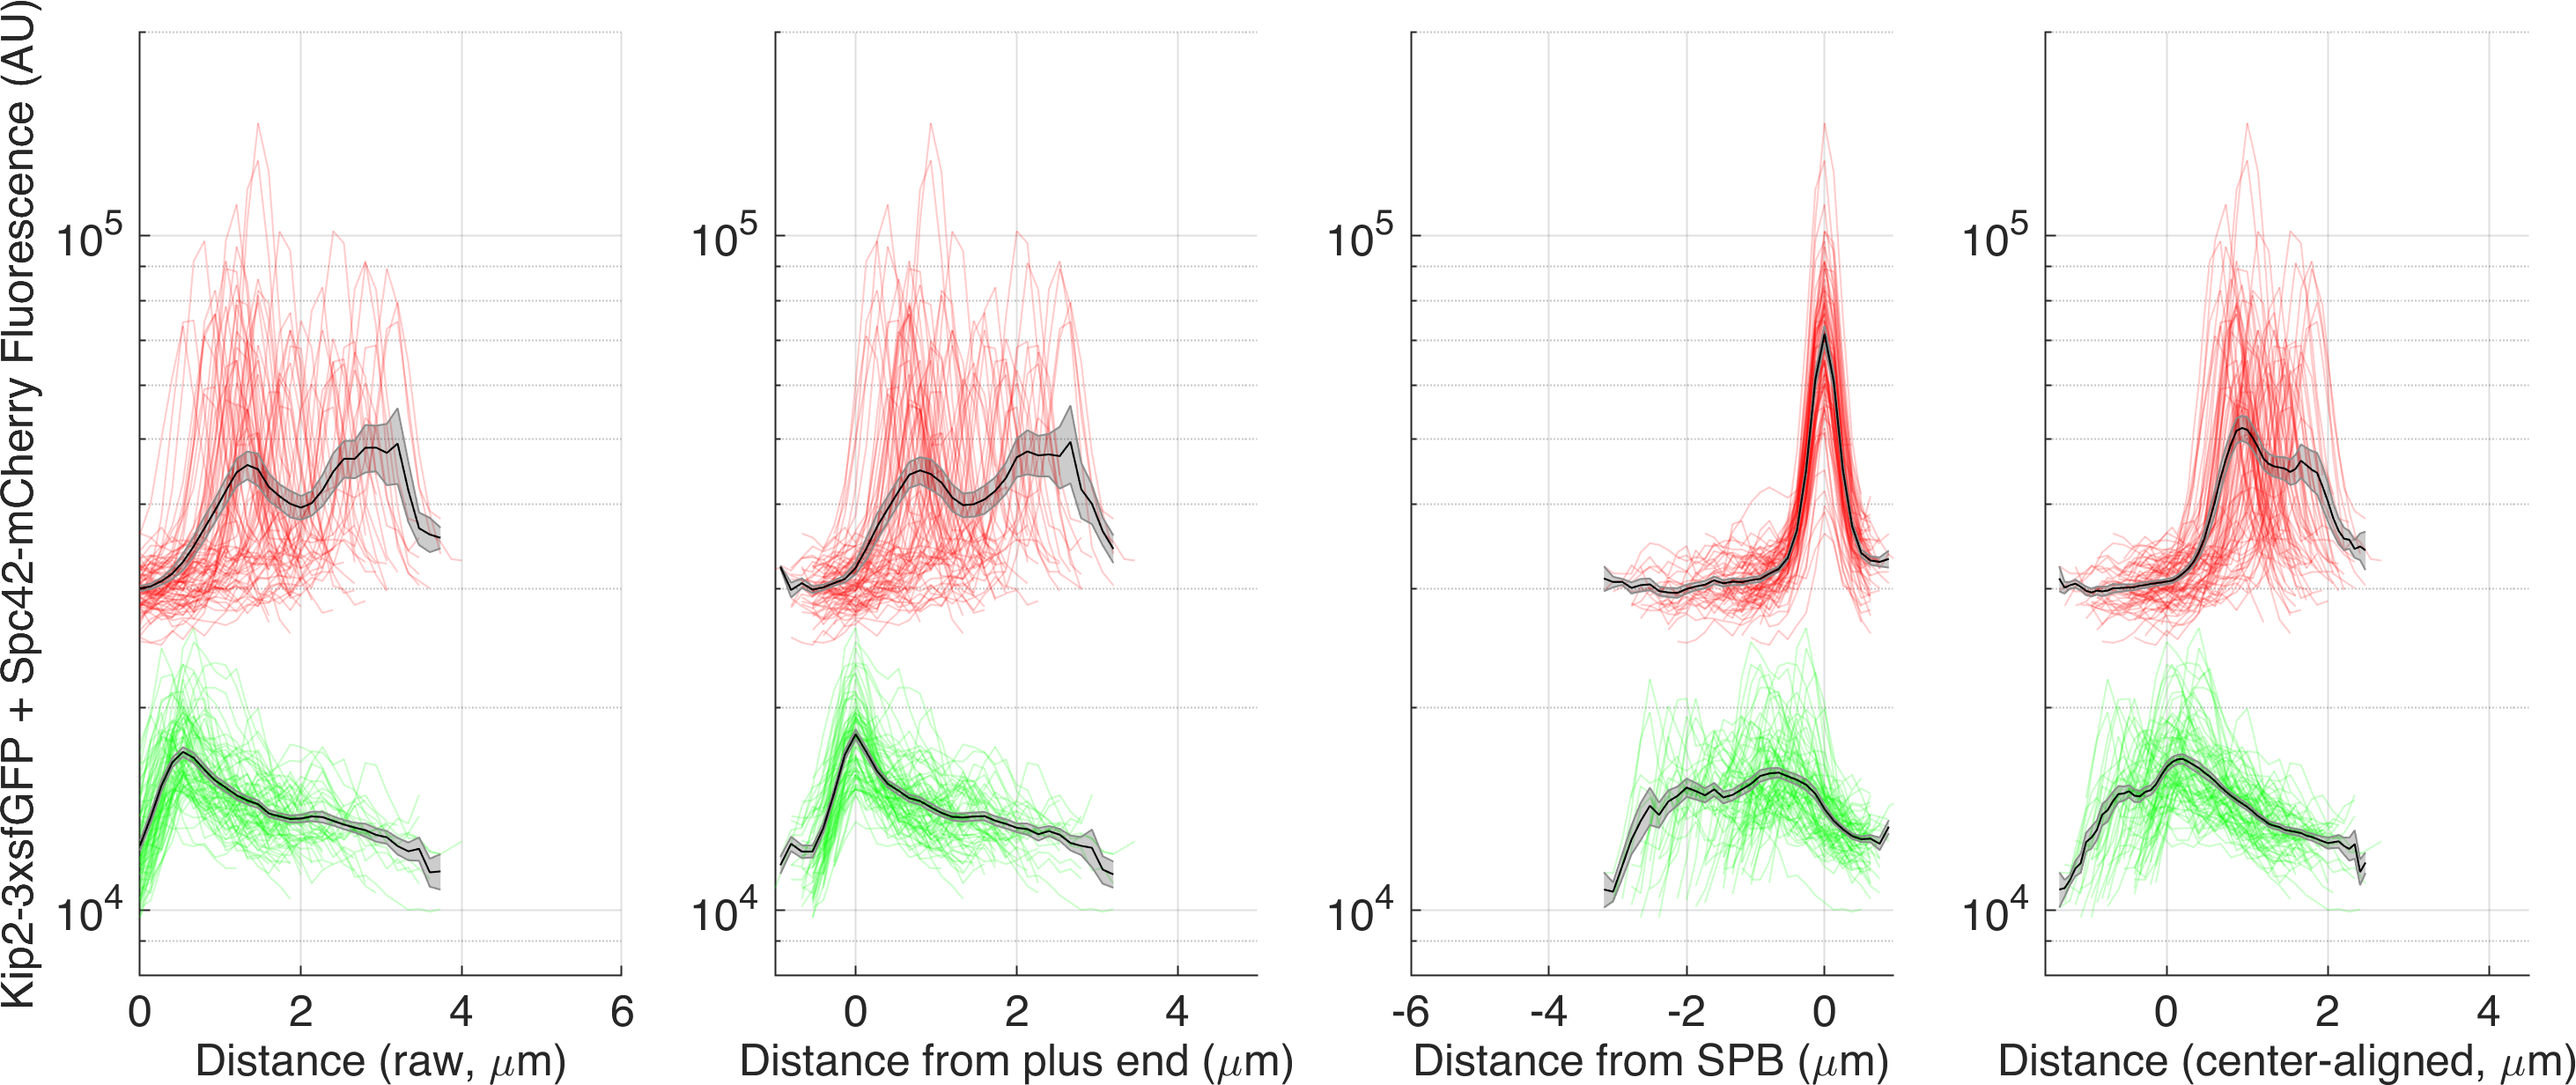 Kip2-3xsfGFP + Spc42-mCherry Fluorescence (AU)
10^5
10^4
0 2 4 6
Distance (raw, μm)
10^5
10^4
0 2 4
Distance from plus end (μm)
10^5
10^4
-6 -4 -2 0
Distance from SPB (μm)
10^5
10^4
0 2 4
Distance (center-aligned, μm)